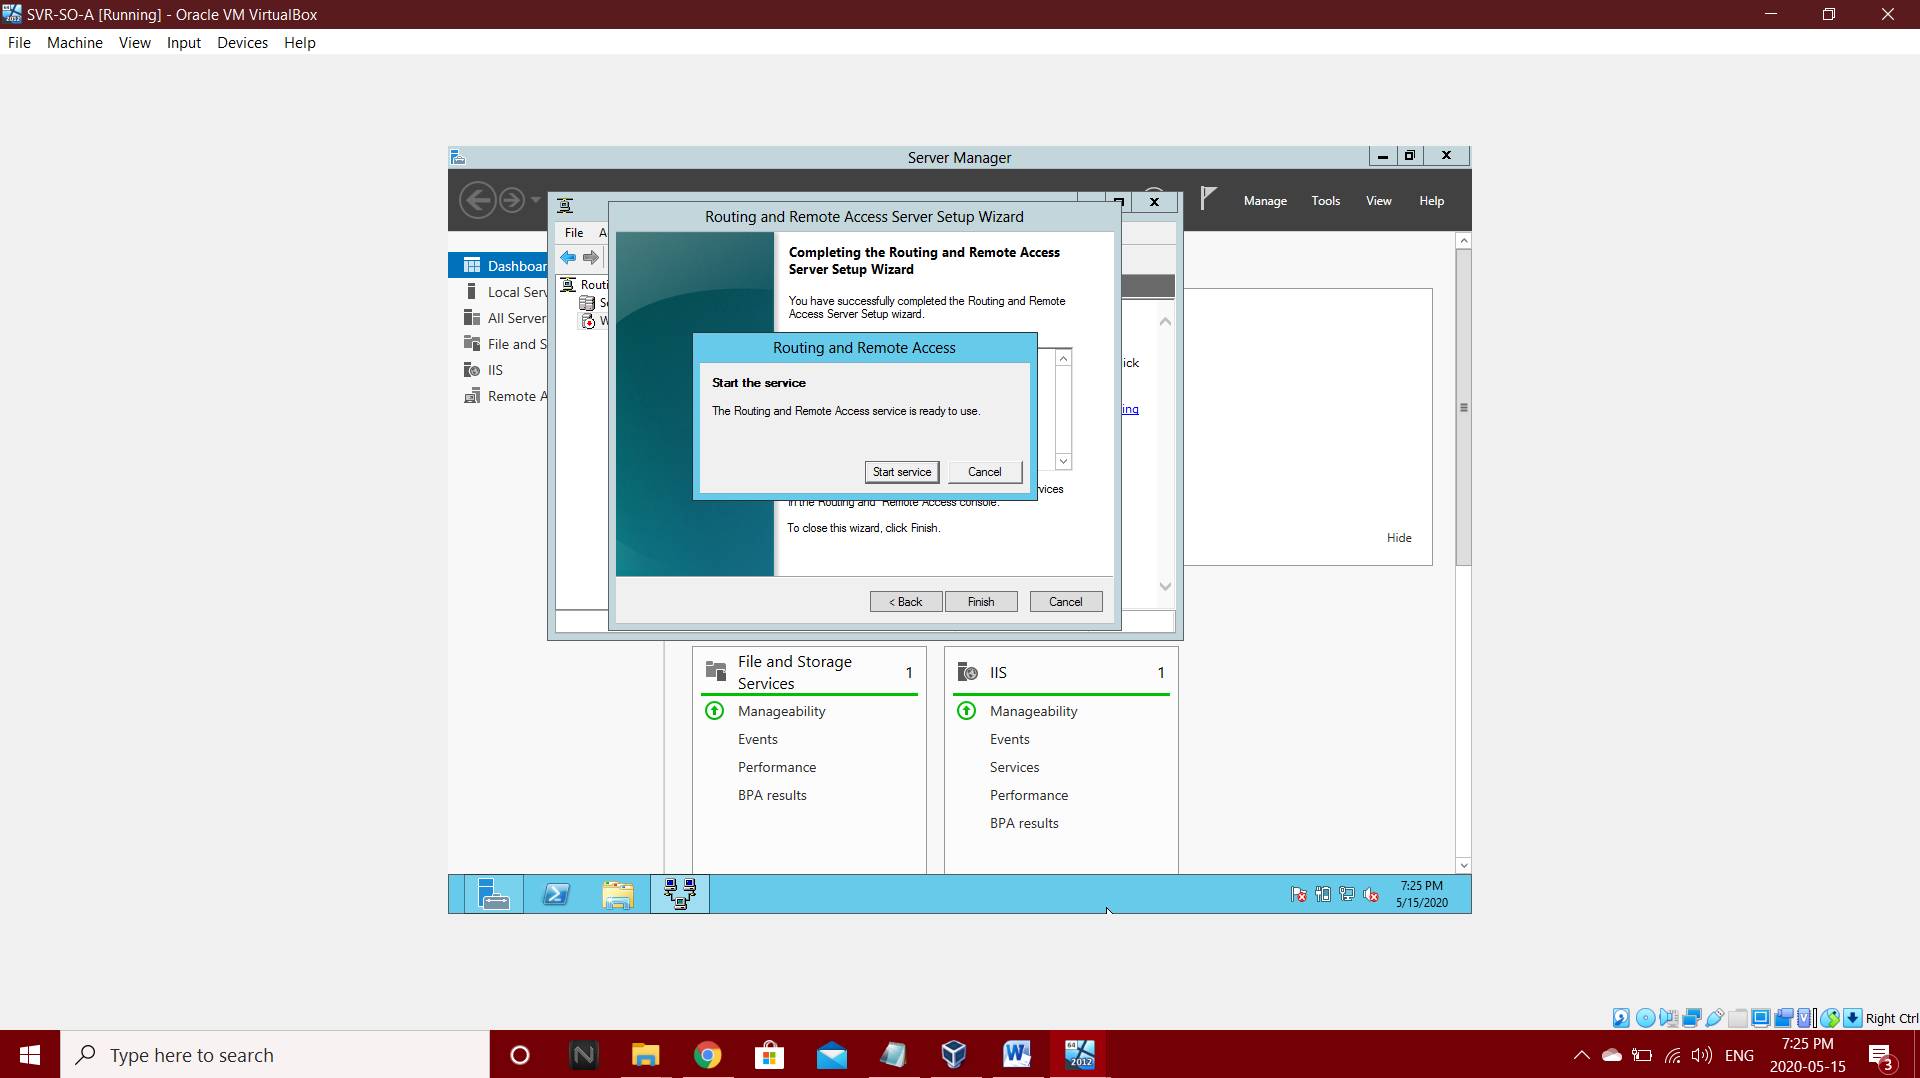 SVR-SO-A [Running] - Oracle VM VirtualBox
File Machine View Input Devices Help
Server Manager
Manage Tools View Help
Routing and Remote Access Server Setup Wizard
File A
Completing the Routing and Remote Access
Server Setup Wizard
You have successfully completed the Routing and Remote
Access Server Setup wizard.
Dashboar
Local Serv
All Server
File and S
IIS
Remote A
Routi
Se
W
Routing and Remote Access
Start the service
The Routing and Remote Access service is ready to use.
Start service Cancel
ick
ing
vices
in the Routing and Remote Access console.
To close this wizard, click Finish.
< Back Finish Cancel
Hide
File and Storage
Services 1
Manageability
Events
Performance
BPA results
IIS 1
Manageability
Events
Services
Performance
BPA results
7:25 PM
5/15/2020
Right Ctrl
Type here to search
64
2012
ENG
7:25 PM
2020-05-15
3